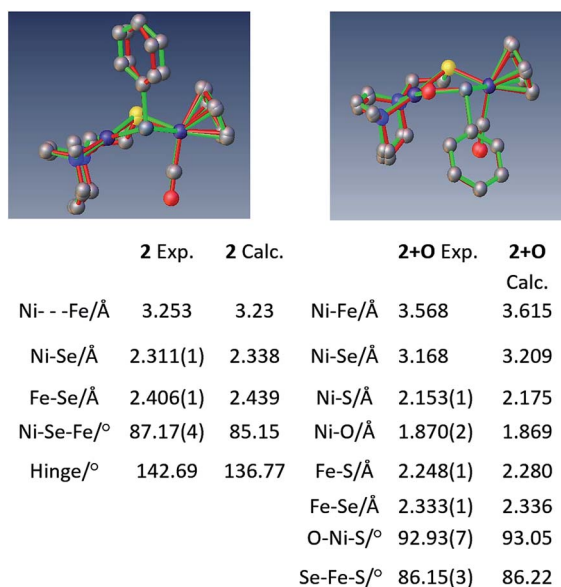 2 Exp. 2 Calc.
Ni- - -Fe/Å 3.253 3.23
Ni-Se/Å 2.311(1) 2.338
Fe-Se/Å 2.406(1) 2.439
Ni-Se-Fe/° 87.17(4) 85.15
Hinge/° 142.69 136.77
2+O Exp. 2+O
Calc.
Ni-Fe/Å 3.568 3.615
Ni-Se/Å 3.168 3.209
Ni-S/Å 2.153(1) 2.175
Ni-O/Å 1.870(2) 1.869
Fe-S/Å 2.248(1) 2.280
Fe-Se/Å 2.333(1) 2.336
O-Ni-S/° 92.93(7) 93.05
Se-Fe-S/° 86.15(3) 86.22